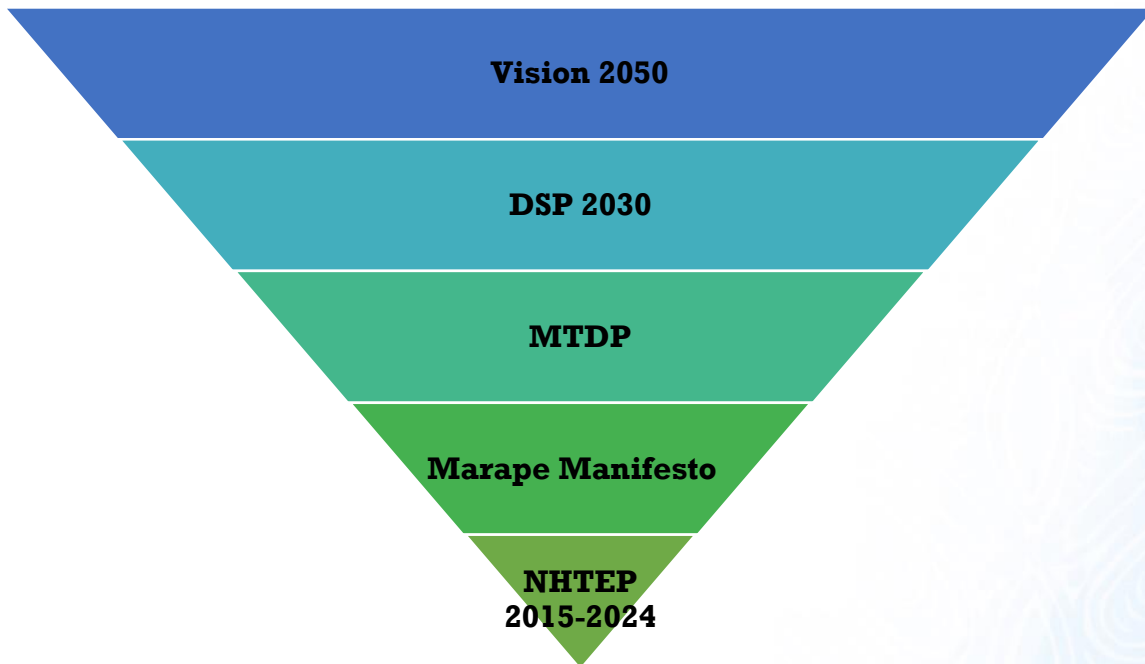 Vision 2050
DSP 2030
MTDP
Marape Manifesto
NHTEP
2015-2024